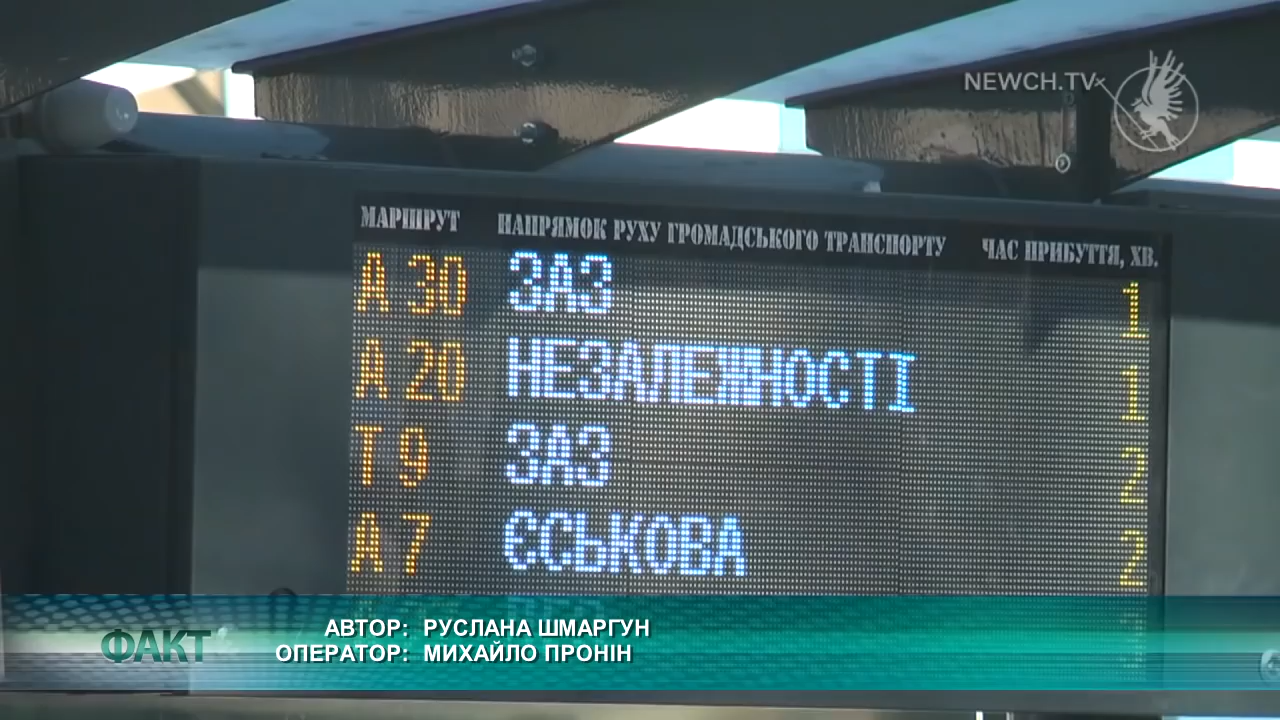 NEWCH.TV
МАРШРУТ НАПРЯМОК РУХУ ГРОМАДСЬКОГО ТРАНСПОРТУ ЧАС ПРИБУТТЯ, ХВ.
А 30 ЗАЗ 1
А 20 НЕЗАЛЕЖНОСТІ 1
Т 9 ЗАЗ 2
А 7 ЄСЬКОВА 2
ФАКТ
АВТОР: РУСЛАНА ШМАРГУН
ОПЕРАТОР: МИХАЙЛО ПРОНІН